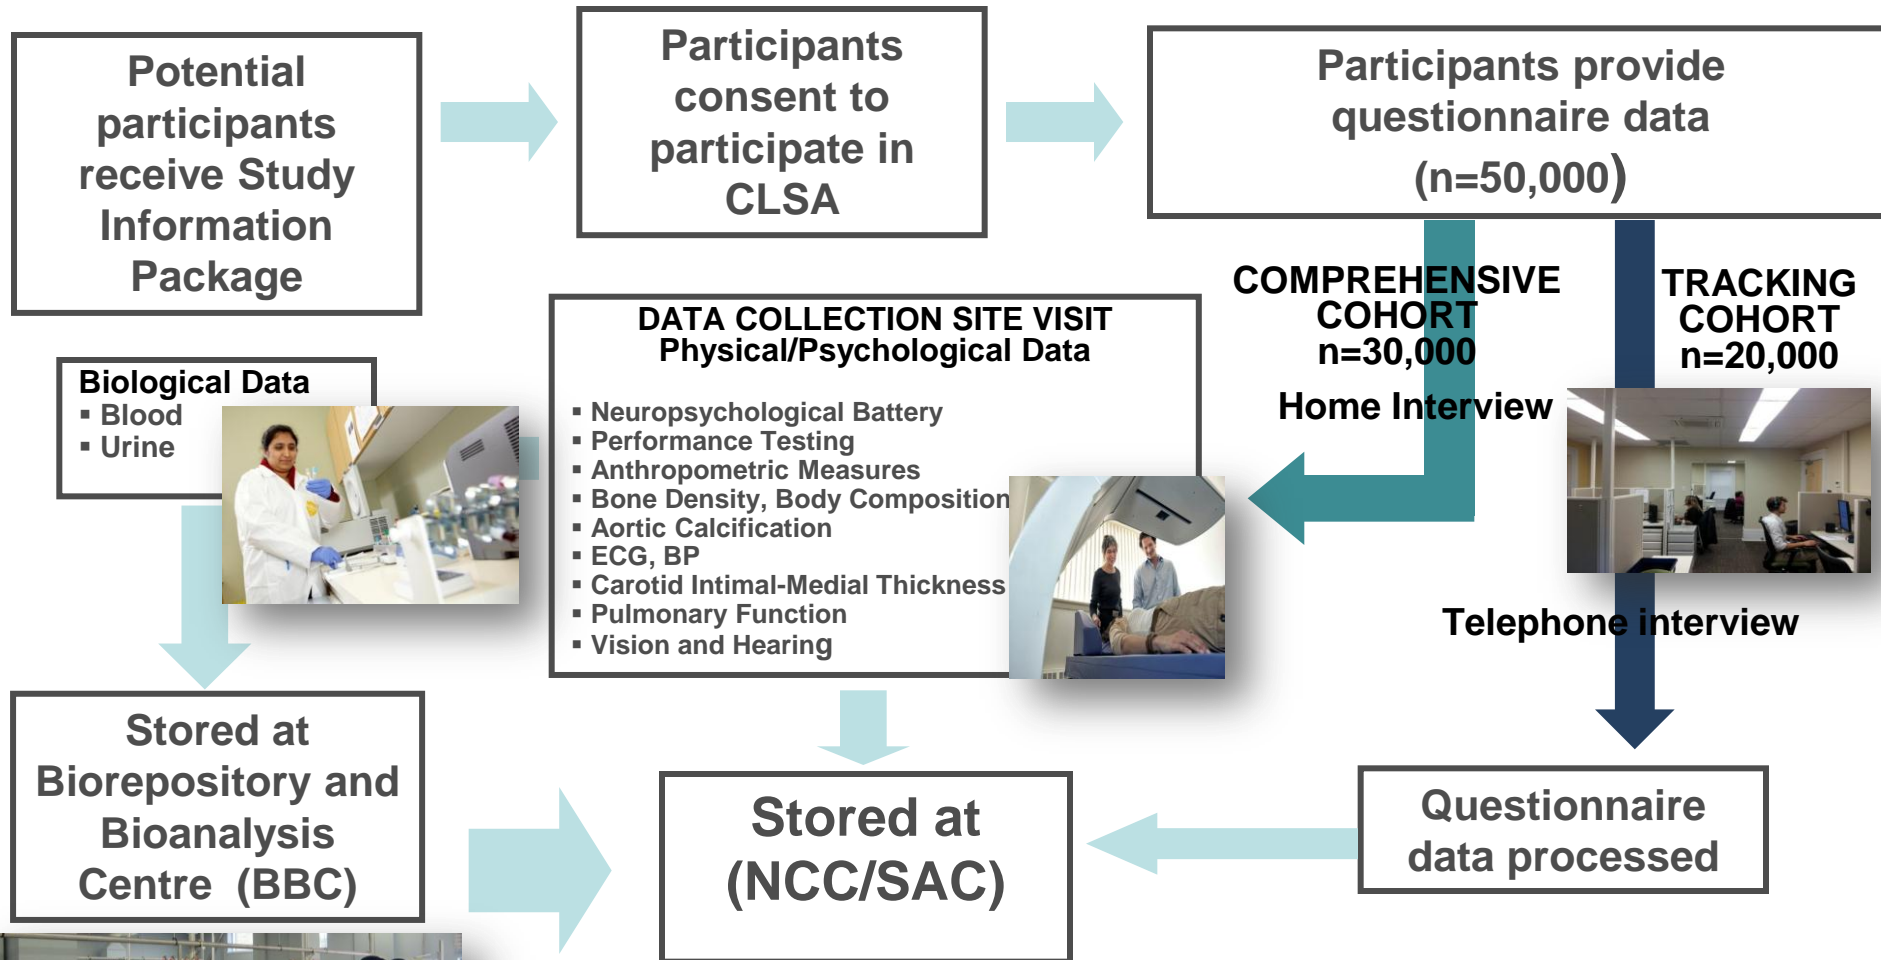 Potential
participants
receive Study
Information
Package
Participants
consent to
participate in
CLSA
Participants provide
questionnaire data
(n=50,000)
COMPREHENSIVE
COHORT
n=30,000
Home Interview
TRACKING
COHORT
n=20,000
Telephone interview
DATA COLLECTION SITE VISIT
Physical/Psychological Data
▪ Neuropsychological Battery
▪ Performance Testing
▪ Anthropometric Measures
▪ Bone Density, Body Composition
▪ Aortic Calcification
▪ ECG, BP
▪ Carotid Intimal-Medial Thickness
▪ Pulmonary Function
▪ Vision and Hearing
Biological Data
▪ Blood
▪ Urine
Stored at
Biorepository and
Bioanalysis
Centre (BBC)
Stored at
(NCC/SAC)
Questionnaire
data processed